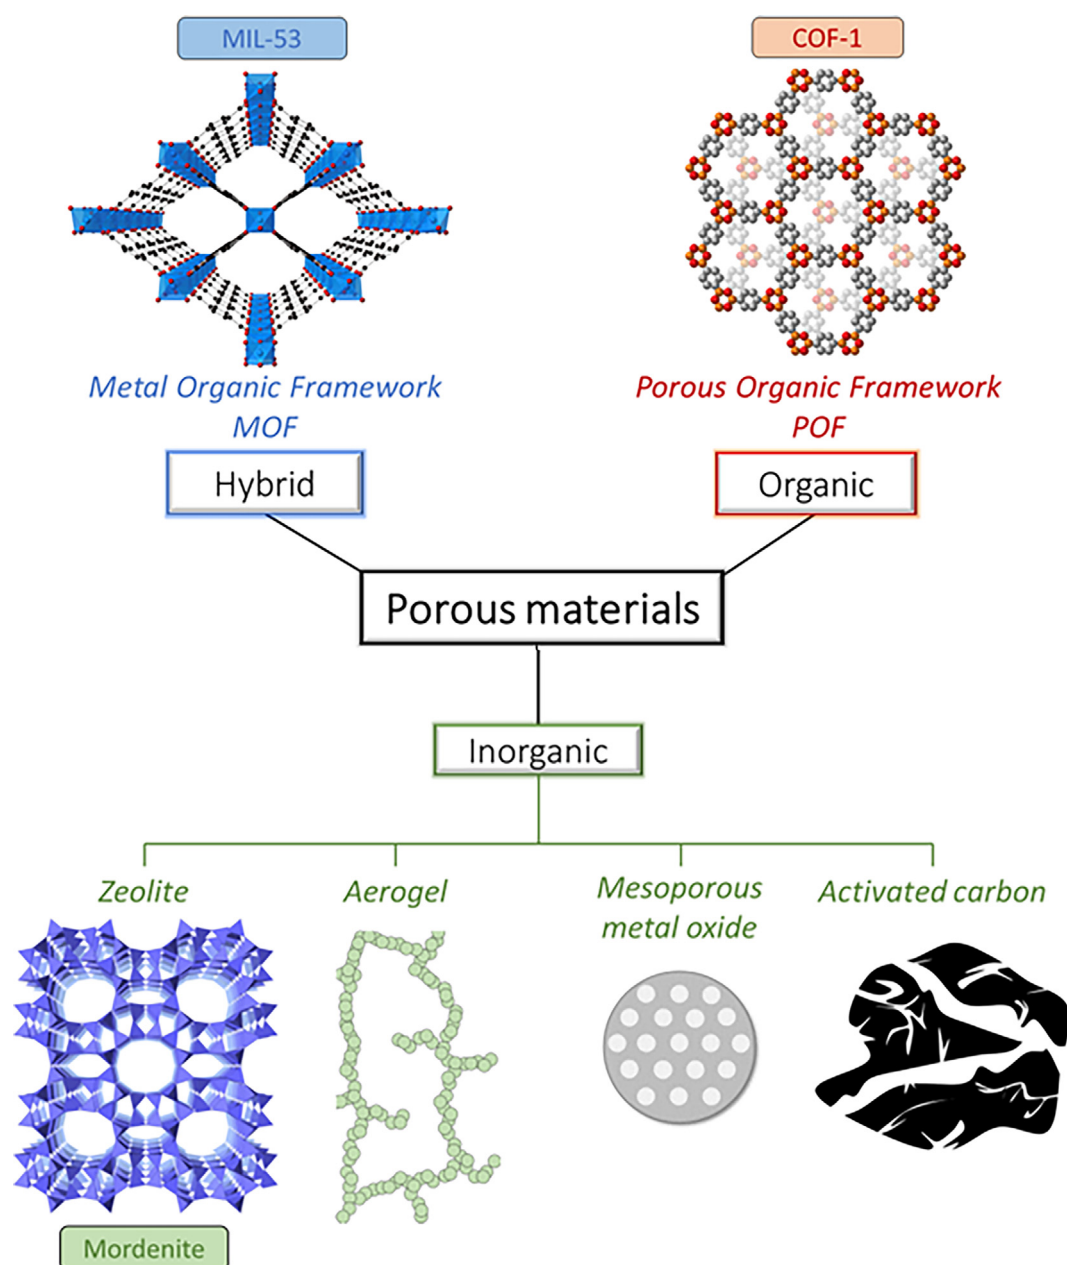 MIL-53
COF-1
Metal Organic Framework
MOF
Porous Organic Framework
POF
Hybrid
Organic
Porous materials
Inorganic
Zeolite
Aerogel
Mesoporous
metal oxide
Activated carbon
Mordenite